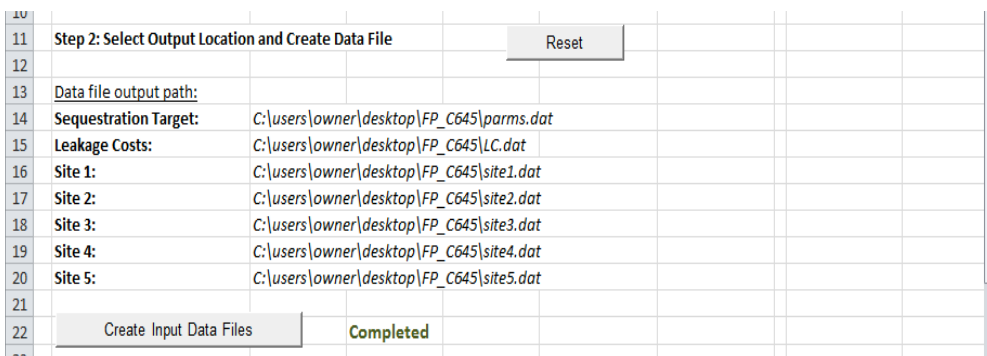 10
11 Step 2: Select Output Location and Create Data File Reset
12
13 Data file output path:
14 Sequestration Target: C:\users\owner\desktop\FP_C645\parms.dat
15 Leakage Costs: C:\users\owner\desktop\FP_C645\LC.dat
16 Site 1: C:\users\owner\desktop\FP_C645\site1.dat
17 Site 2: C:\users\owner\desktop\FP_C645\site2.dat
18 Site 3: C:\users\owner\desktop\FP_C645\site3.dat
19 Site 4: C:\users\owner\desktop\FP_C645\site4.dat
20 Site 5: C:\users\owner\desktop\FP_C645\site5.dat
21
22 Create Input Data Files Completed